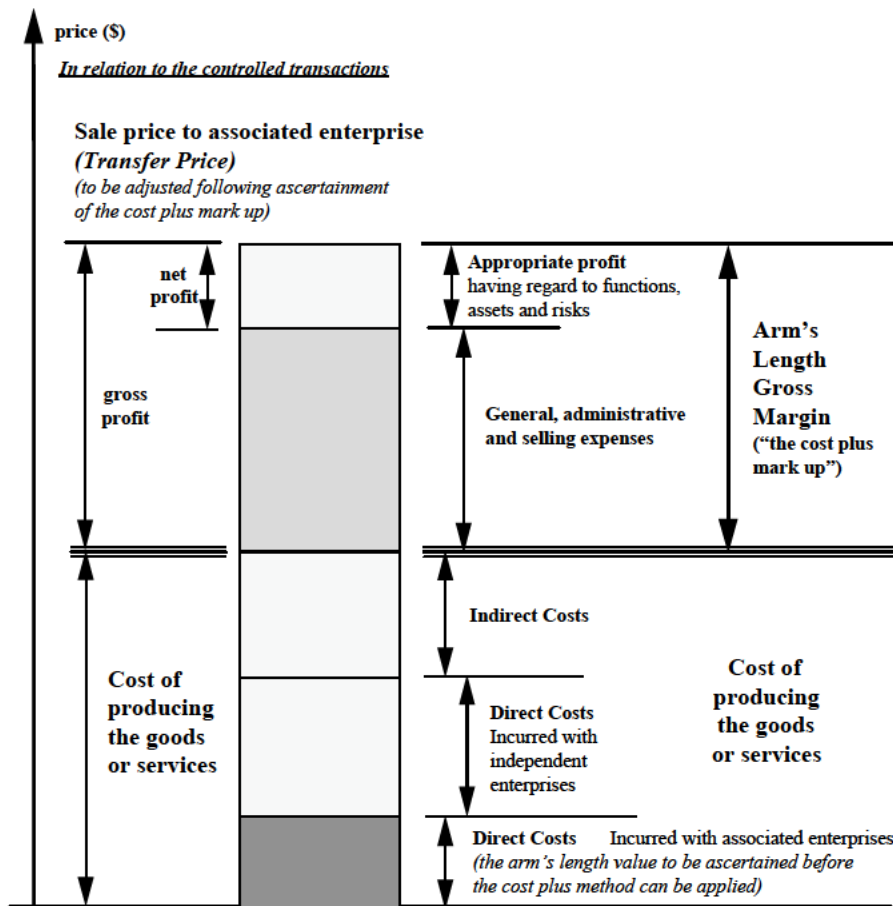 price ($)
In relation to the controlled transactions
Sale price to associated enterprise
(Transfer Price)
(to be adjusted following ascertainment
of the cost plus mark up)
net
profit
gross
profit
Appropriate profit
having regard to functions,
assets and risks
General, administrative
and selling expenses
Arm’s
Length
Gross
Margin
(“the cost plus
mark up”)
Cost of
producing
the goods
or services
Indirect Costs
Direct Costs
Incurred with
independent
enterprises
Cost of
producing
the goods
or services
Direct Costs Incurred with associated enterprises
(the arm’s length value to be ascertained before
the cost plus method can be applied)